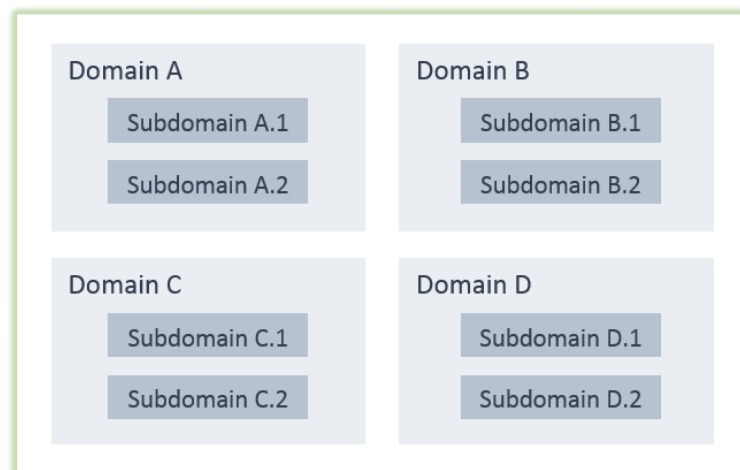 Domain A
Subdomain A.1
Subdomain A.2
Domain B
Subdomain B.1
Subdomain B.2
Domain C
Subdomain C.1
Subdomain C.2
Domain D
Subdomain D.1
Subdomain D.2